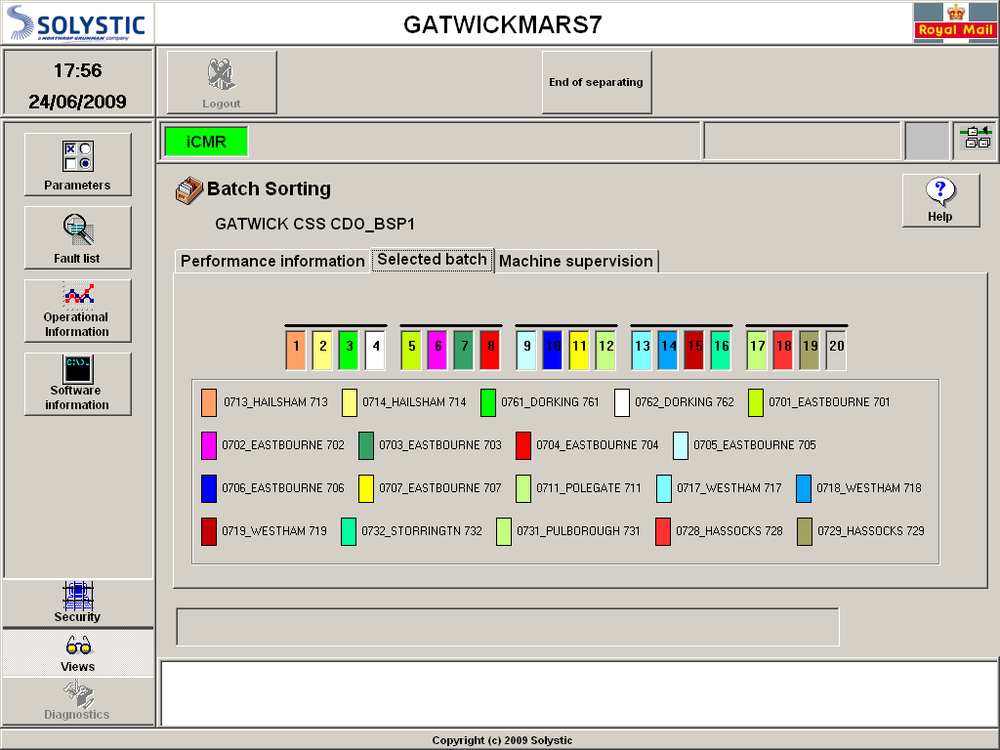 SOLYSTIC
a NORTHROP GRUMMAN company
GATWICKMARS7
Royal Mail
17:56
24/06/2009
Logout
End of separating
iCMR
Parameters
Fault list
Operational
Information
C:\>.
Software
information
Security
Views
Diagnostics
Batch Sorting
GATWICK CSS CDO_BSP1
? Help
Performance information Selected batch Machine supervision
1 2 3 4 5 6 7 8 9 10 11 12 13 14 15 16 17 18 19 20
0713_HAILSHAM 713 0714_HAILSHAM 714 0761_DORKING 761 0762_DORKING 762 0701_EASTBOURNE 701
0702_EASTBOURNE 702 0703_EASTBOURNE 703 0704_EASTBOURNE 704 0705_EASTBOURNE 705
0706_EASTBOURNE 706 0707_EASTBOURNE 707 0711_POLEGATE 711 0717_WESTHAM 717 0718_WESTHAM 718
0719_WESTHAM 719 0732_STORRINGTN 732 0731_PULBOROUGH 731 0728_HASSOCKS 728 0729_HASSOCKS 729
Copyright (c) 2009 Solystic